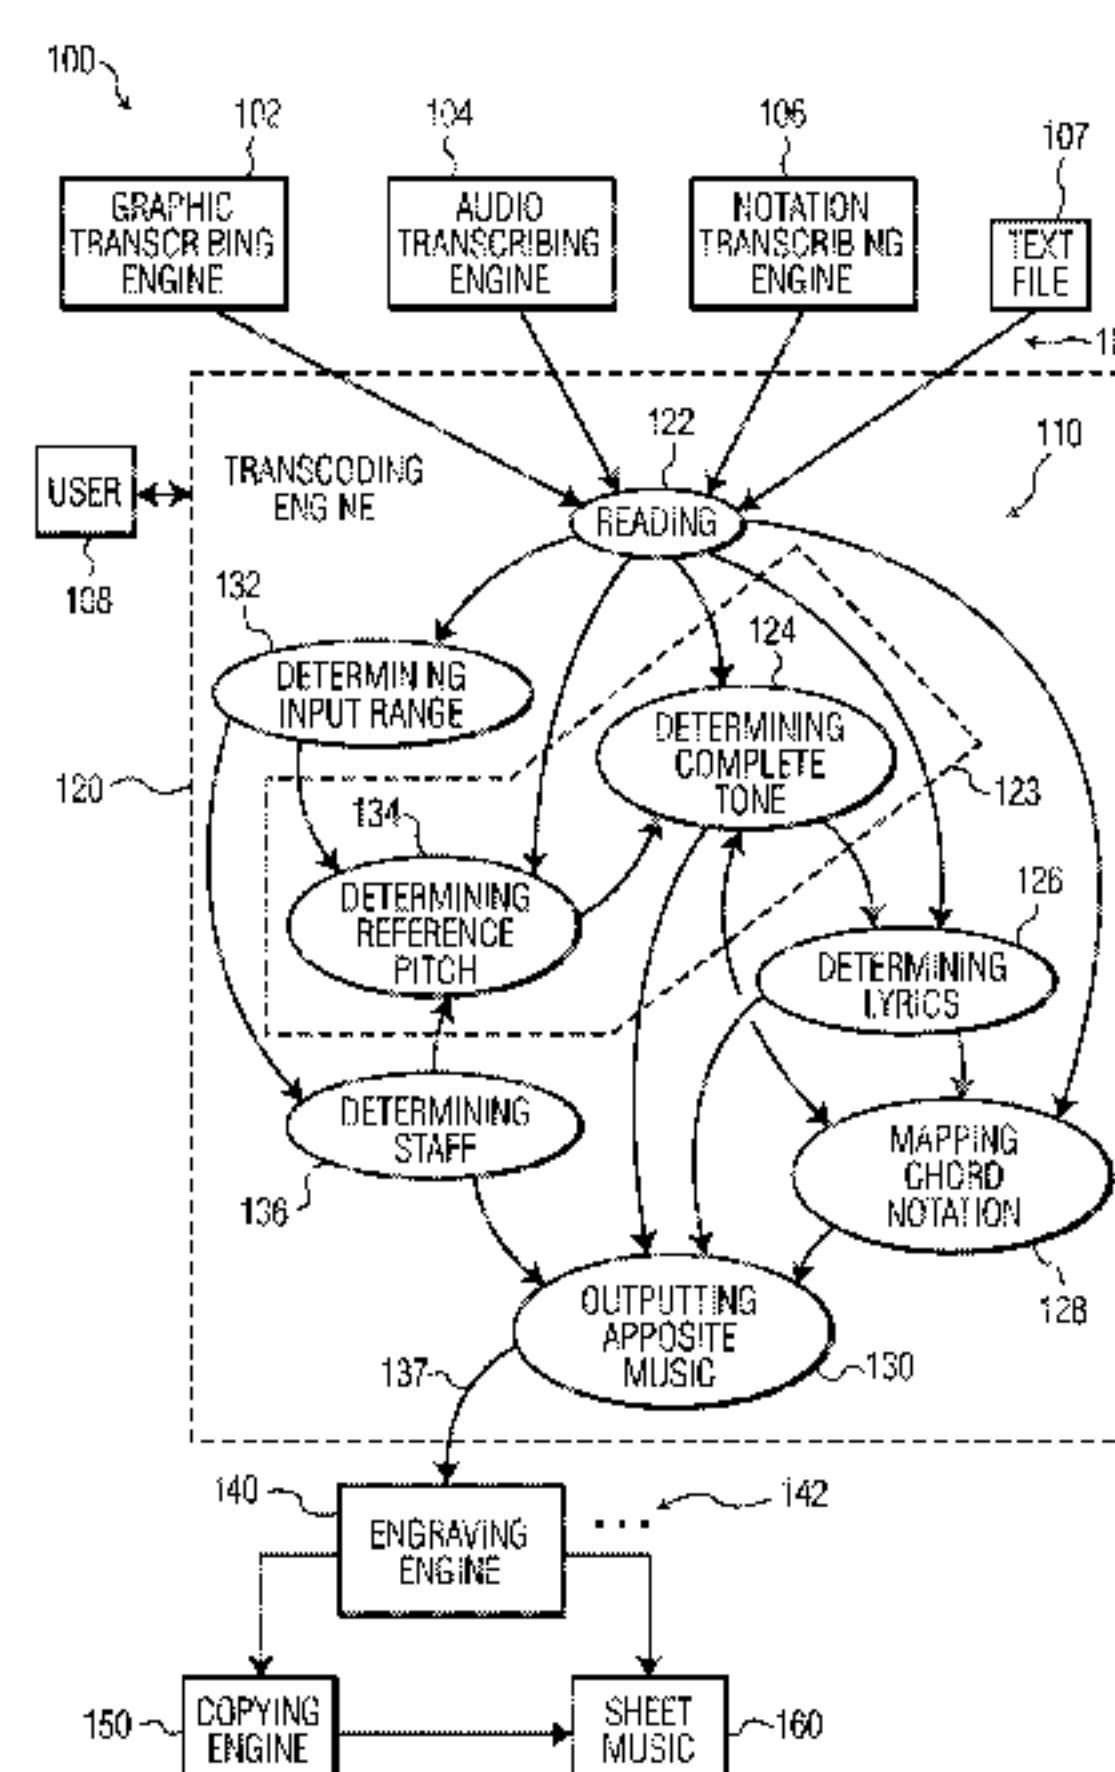 100
102
104
106
107
GRAPHIC
TRANSCRIBING
ENGINE
AUDIO
TRANSCRIBING
ENGINE
NOTATION
TRANSCRIBING
ENGINE
TEXT
FILE
122
110
USER
TRANSCODING
ENGINE
READING
108
132
124
DETERMINING
INPUT RANGE
DETERMINING
COMPLETE
TONE
120
123
134
DETERMINING
REFERENCE
PITCH
126
DETERMINING
LYRICS
DETERMINING
STAFF
136
MAPPING
CHORD
NOTATION
128
OUTPUTTING
APPOSITE
MUSIC
130
137
140
142
ENGRAVING
ENGINE
150
COPYING
ENGINE
SHEET
MUSIC
160